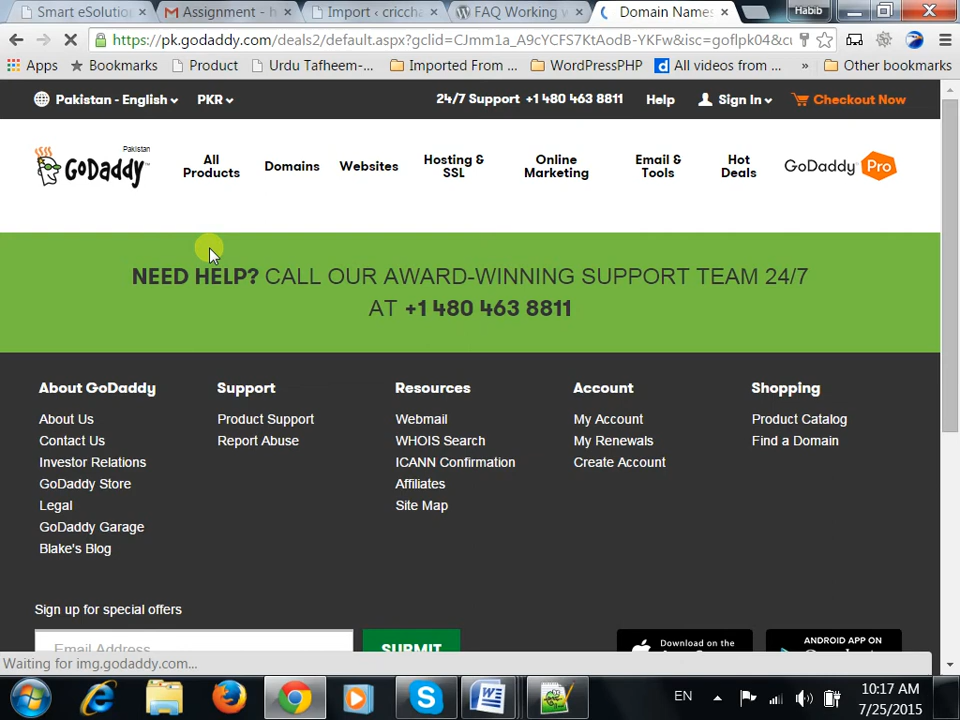 Smart eSolutio
Assignment - h
Import ‹ criccha
FAQ Working v
Domain Names
Habib
https://pk.godaddy.com/deals2/default.aspx?gclid=CJmm1a_A9cYCFS7KtAodB-YKFw&isc=goflpk04&cu
Apps
Bookmarks
Product
Urdu Tafheem-...
Imported From ...
WordPressPHP
All videos from ...
»
Other bookmarks
Pakistan - English
PKR
24/7 Support +1 480 463 8811
Help
Sign In
Checkout Now
Pakistan
GoDaddy™
All Products
Domains
Websites
Hosting & SSL
Online Marketing
Email & Tools
Hot Deals
GoDaddy Pro
NEED HELP? CALL OUR AWARD-WINNING SUPPORT TEAM 24/7
AT +1 480 463 8811
About GoDaddy
About Us
Contact Us
Investor Relations
GoDaddy Store
Legal
GoDaddy Garage
Blake's Blog
Support
Product Support
Report Abuse
Resources
Webmail
WHOIS Search
ICANN Confirmation
Affiliates
Site Map
Account
My Account
My Renewals
Create Account
Shopping
Product Catalog
Find a Domain
Sign up for special offers
Email Address
SUBMIT
Download on the
ANDROID APP ON
Waiting for img.godaddy.com...
EN
10:17 AM
7/25/2015